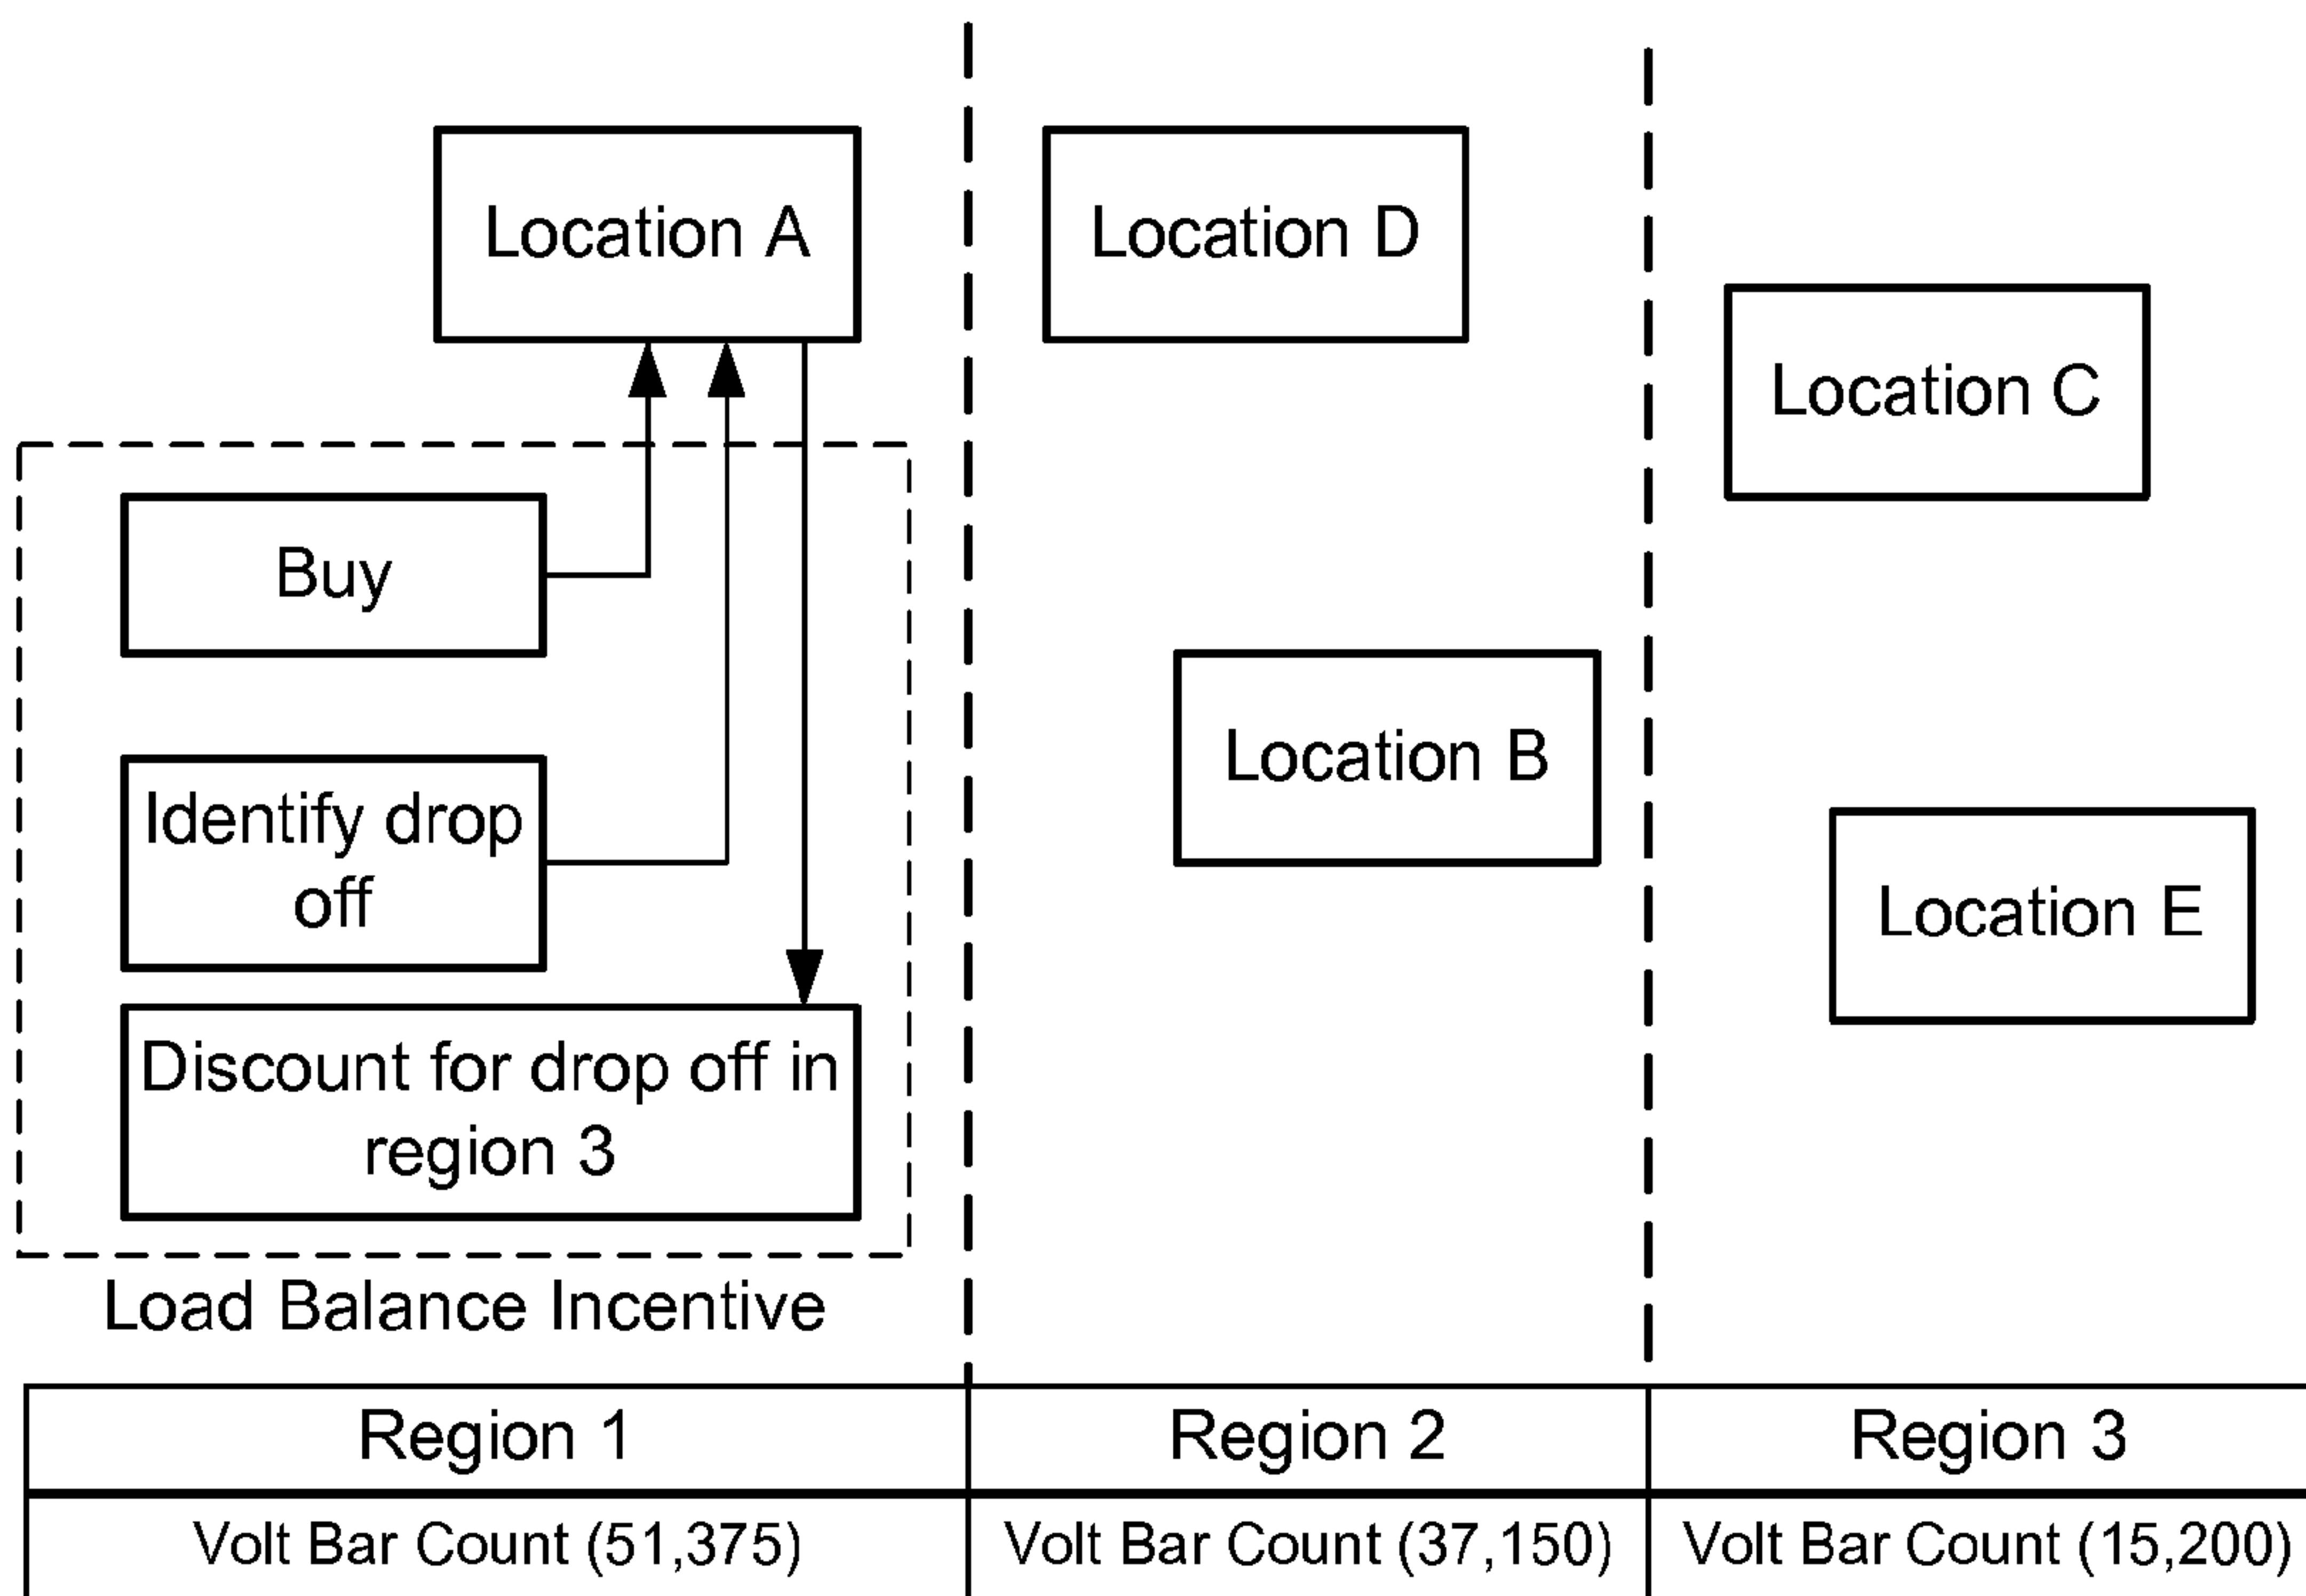 Location A
Location D
Location C
Buy
Location B
Identify drop
off
Location E
Discount for drop off in
region 3
Load Balance Incentive
Region 1
Region 2
Region 3
Volt Bar Count (51,375)
Volt Bar Count (37,150)
Volt Bar Count (15,200)